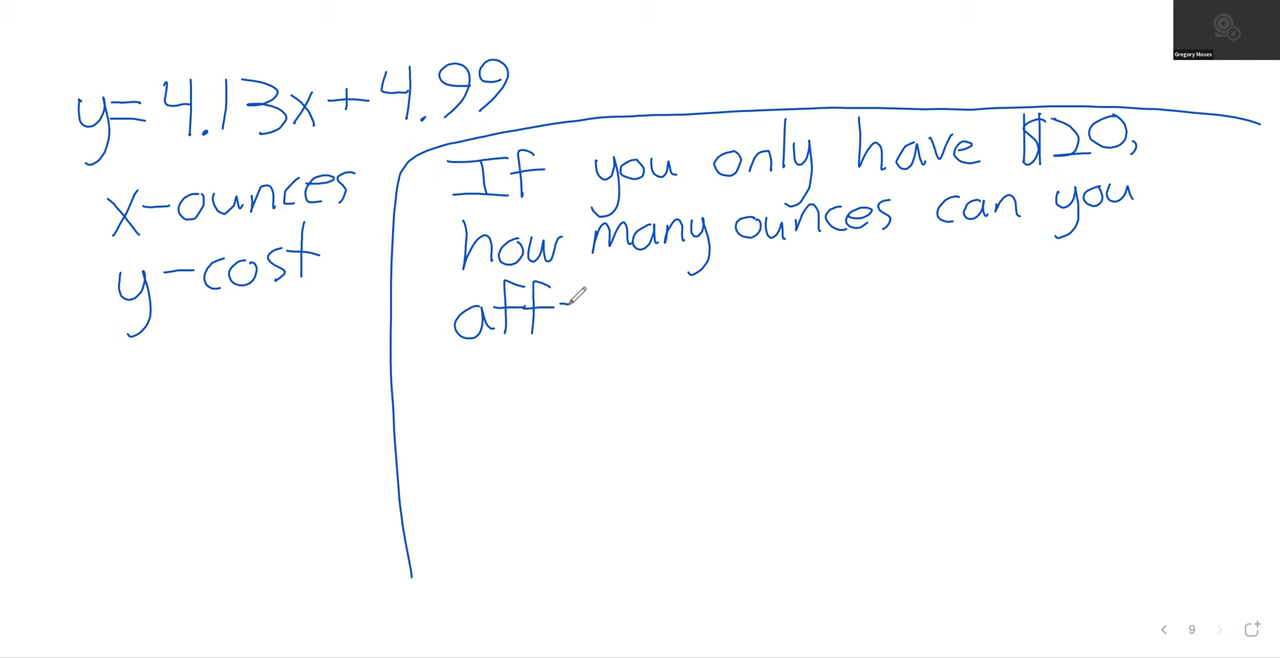 Gregory Moses
y=4.13x+4.99
x-ounces
y-cost
If you only have $20,
how many ounces can you
aff
9